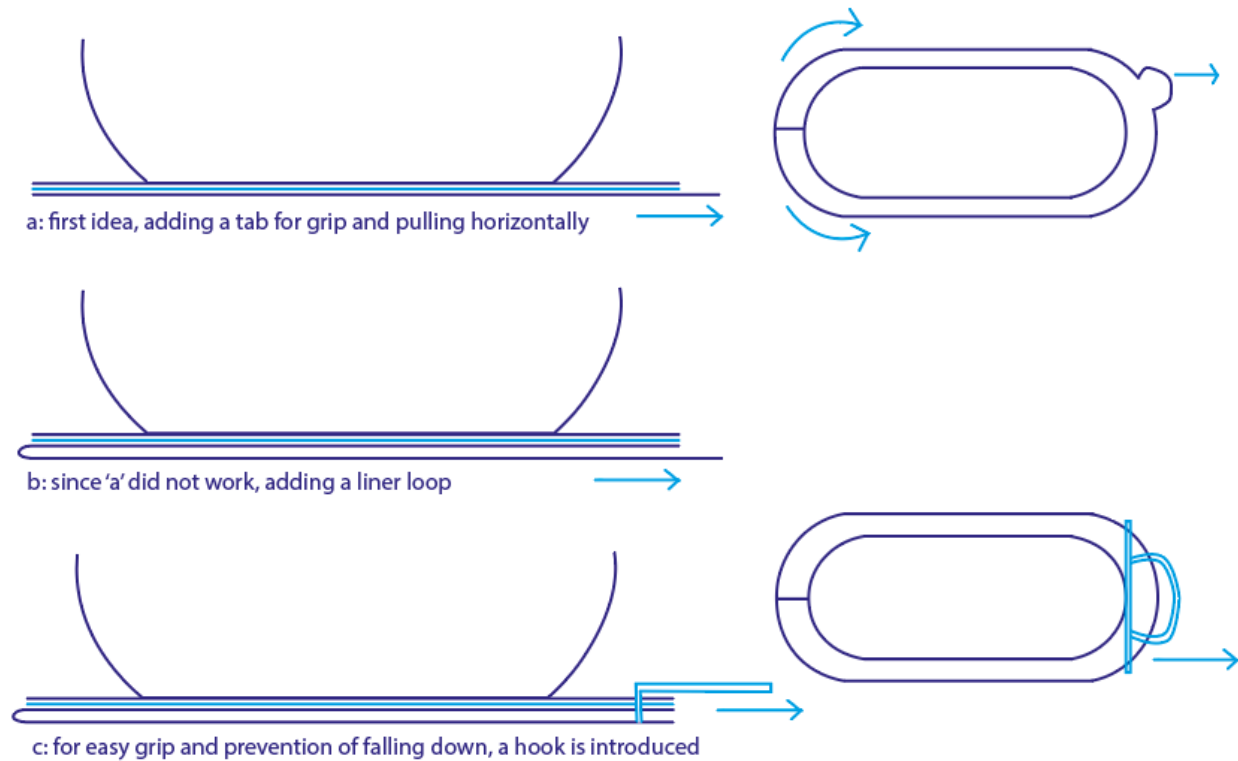 a: first idea, adding a tab for grip and pulling horizontally
b: since ‘a’ did not work, adding a liner loop
c: for easy grip and prevention of falling down, a hook is introduced